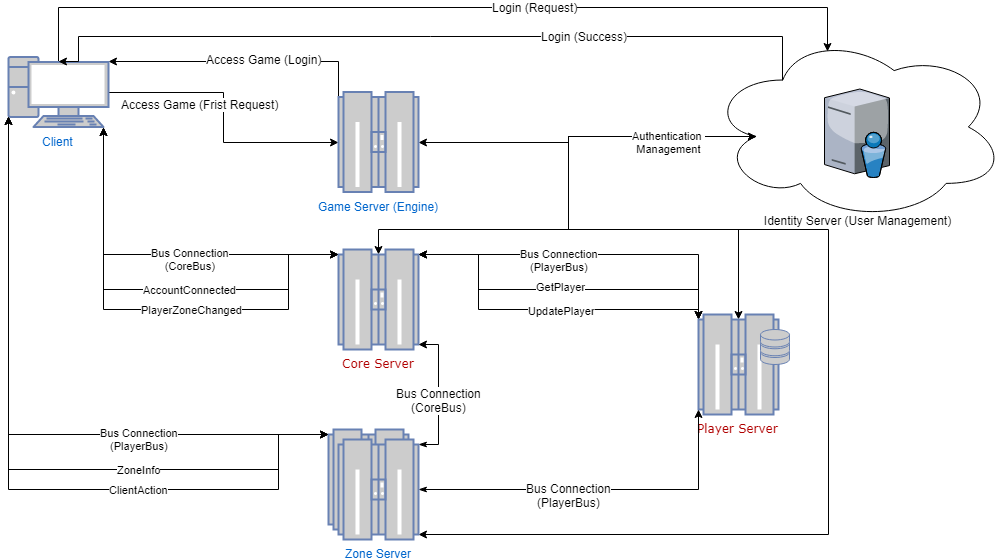 Login (Request)
Login (Success)
Access Game (Login)
Access Game (Frist Request)
Client
Authentication
Management
Game Server (Engine)
Identity Server (User Management)
Bus Connection
(CoreBus)
AccountConnected
PlayerZoneChanged
Bus Connection
(PlayerBus)
GetPlayer
UpdatePlayer
Core Server
Bus Connection
(CoreBus)
Player Server
Bus Connection
(PlayerBus)
ZoneInfo
ClientAction
Bus Connection
(PlayerBus)
Zone Server